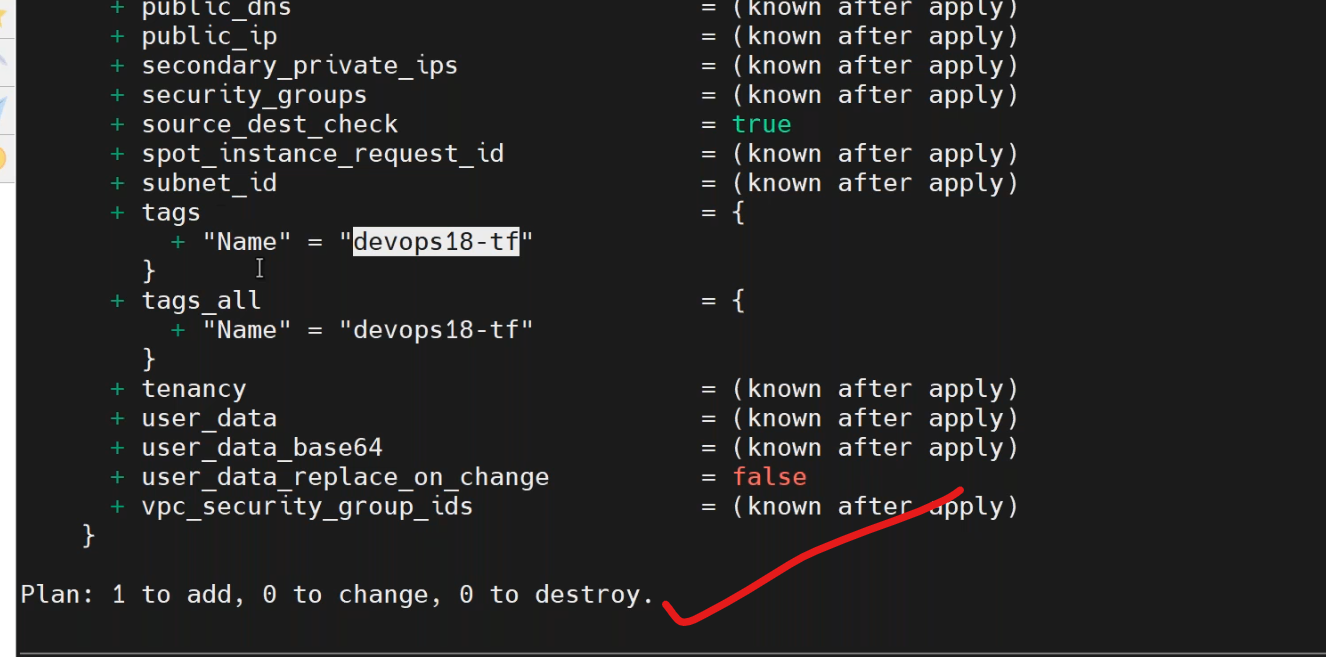 + public_dns = (known after apply)
+ public_ip = (known after apply)
+ secondary_private_ips = (known after apply)
+ security_groups = (known after apply)
+ source_dest_check = true
+ spot_instance_request_id = (known after apply)
+ subnet_id = (known after apply)
+ tags = {
+ "Name" = "devops18-tf"
}
+ tags_all = {
+ "Name" = "devops18-tf"
}
+ tenancy = (known after apply)
+ user_data = (known after apply)
+ user_data_base64 = (known after apply)
+ user_data_replace_on_change = false
+ vpc_security_group_ids = (known after apply)
}
Plan: 1 to add, 0 to change, 0 to destroy.